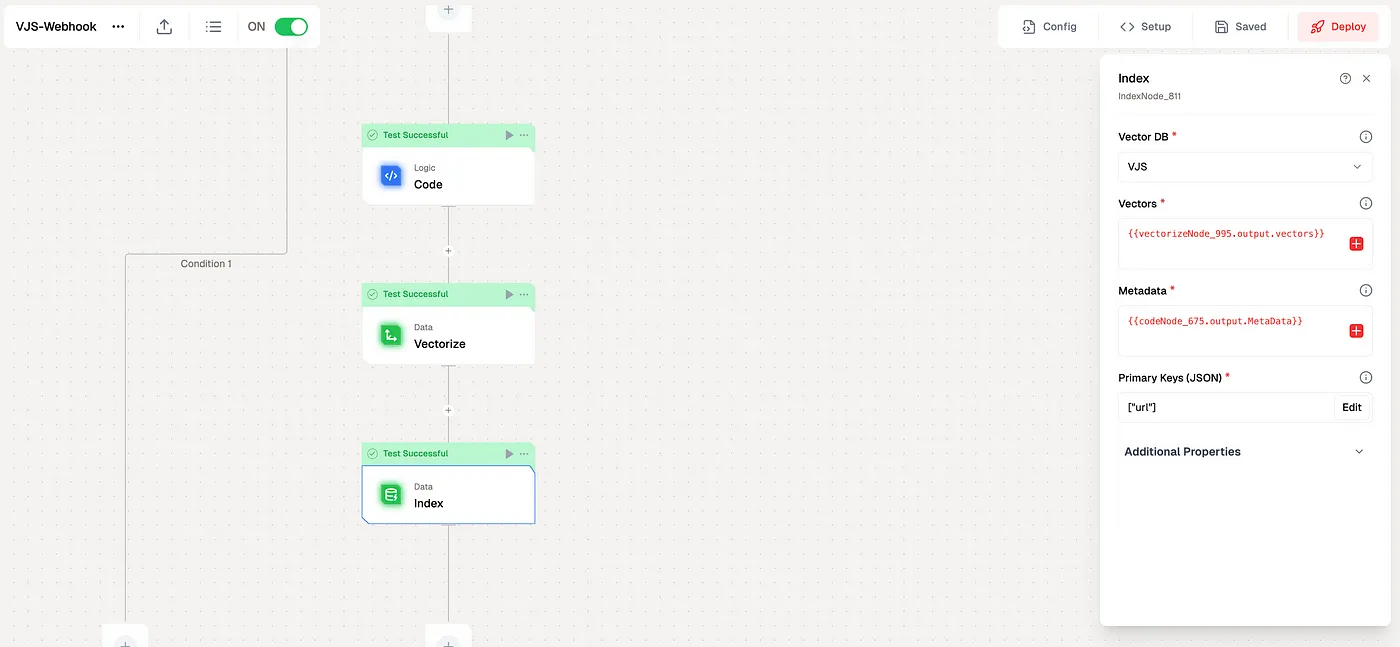 VJS-Webhook
ON
Config
Setup
Saved
Deploy
Condition 1
Test Successful
Logic
Code
Test Successful
Data
Vectorize
Test Successful
Data
Index
Index
IndexNode_811
Vector DB *
VJS
Vectors *
{{vectorizeNode_995.output.vectors}}
Metadata *
{{codeNode_675.output.MetaData}}
Primary Keys (JSON) *
["url"]
Edit
Additional Properties